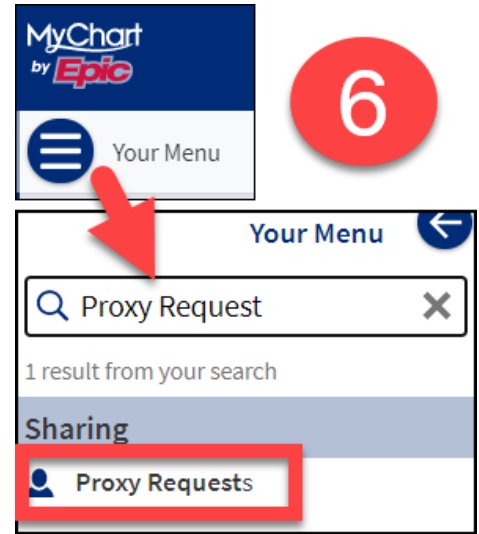 MyChart
by Epic
6
Your Menu
Your Menu
Proxy Request
1 result from your search
Sharing
Proxy Requests